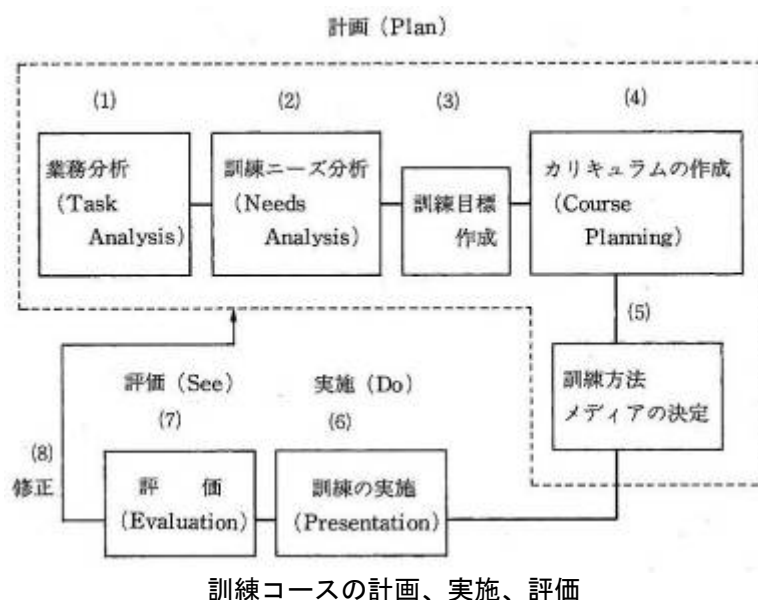 計画 (Plan)
(1)
業務分析
(Task
Analysis)
(2)
訓練ニーズ分析
(Needs
Analysis)
(3)
訓練目標
作成
(4)
カリキュラムの作成
(Course
Planning)
(5)
訓練方法
メディアの決定
実施 (Do)
(6)
訓練の実施
(Presentation)
評価 (See)
(7)
評 価
(Evaluation)
(8)
修正
訓練コースの計画、実施、評価